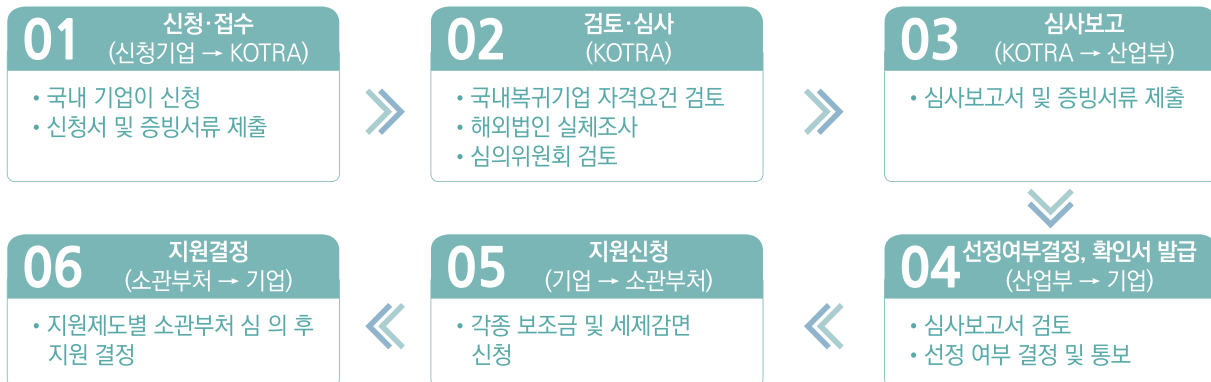 01 신청·접수
(신청기업 → KOTRA)
• 국내 기업이 신청
• 신청서 및 증빙서류 제출
02 검토·심사
(KOTRA)
• 국내복귀기업 자격요건 검토
• 해외법인 실체조사
• 심의위원회 검토
03 심사보고
(KOTRA → 산업부)
• 심사보고서 및 증빙서류 제출
04 선정여부결정, 확인서 발급
(산업부 → 기업)
• 심사보고서 검토
• 선정 여부 결정 및 통보
05 지원신청
(기업 → 소관부처)
• 각종 보조금 및 세제감면
신청
06 지원결정
(소관부처 → 기업)
• 지원제도별 소관부처 심 의 후
지원 결정